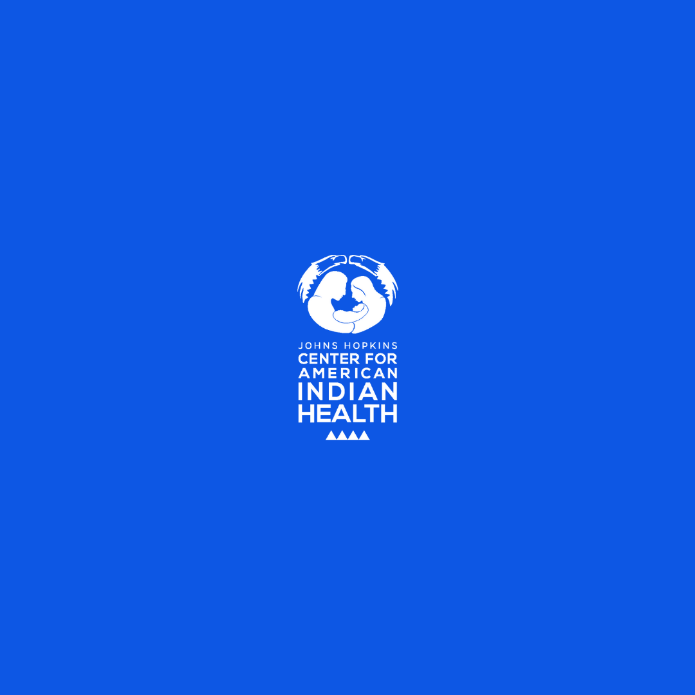 JOHNS HOPKINS
CENTER FOR
AMERICAN
INDIAN
HEALTH